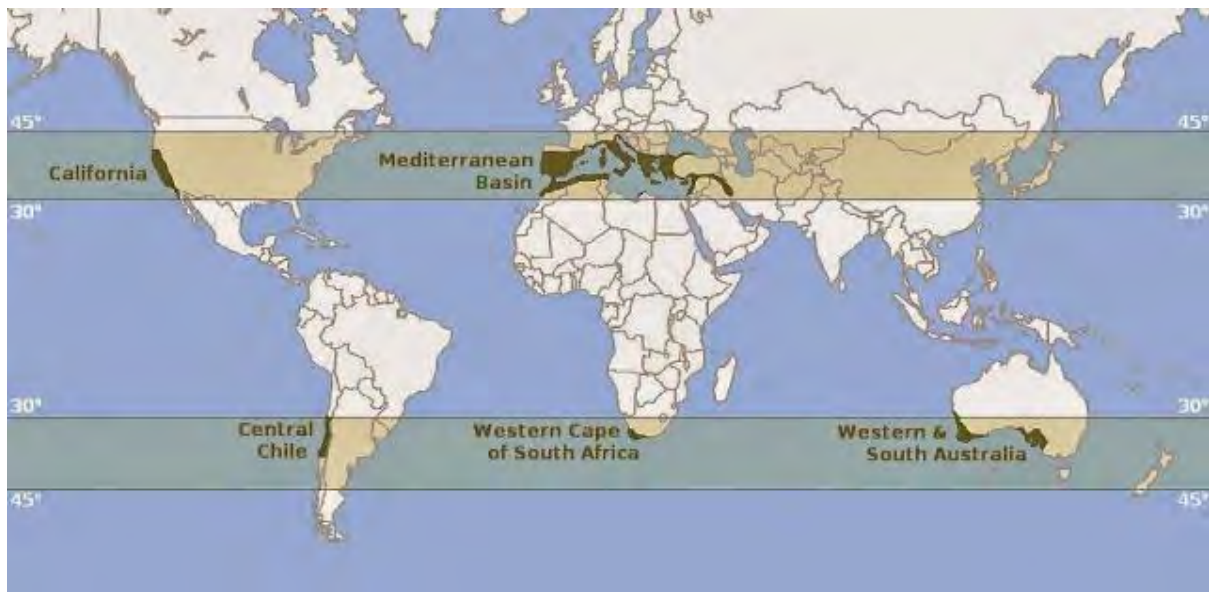 45°
45°
California
Mediterranean
Basin
30°
30°
30°
30°
Central
Chile
Western Cape
of South Africa
Western &
South Australia
45°
45°